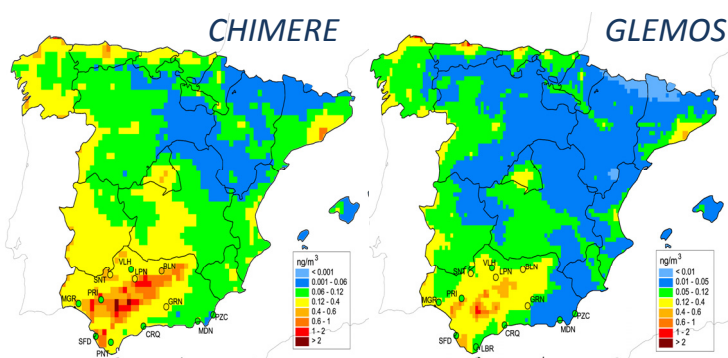 CHIMERE
GLEMOS
VLH
BLN
SNT
LPN
PRI
MGR
GRN
PZC
MDN
CRQ
SFD
PNT
ng/m³
< 0.001
0.001 - 0.06
0.06 - 0.12
0.12 - 0.4
0.4 - 0.6
0.6 - 1
1 - 2
> 2
VLH
BLN
SNT
LPN
PRI
MGR
GRN
PZC
MDN
CRQ
SFD
LBR
ng/m³
< 0.01
0.01 - 0.05
0.05 - 0.12
0.12 - 0.4
0.4 - 0.6
0.6 - 1
1 - 2
> 2